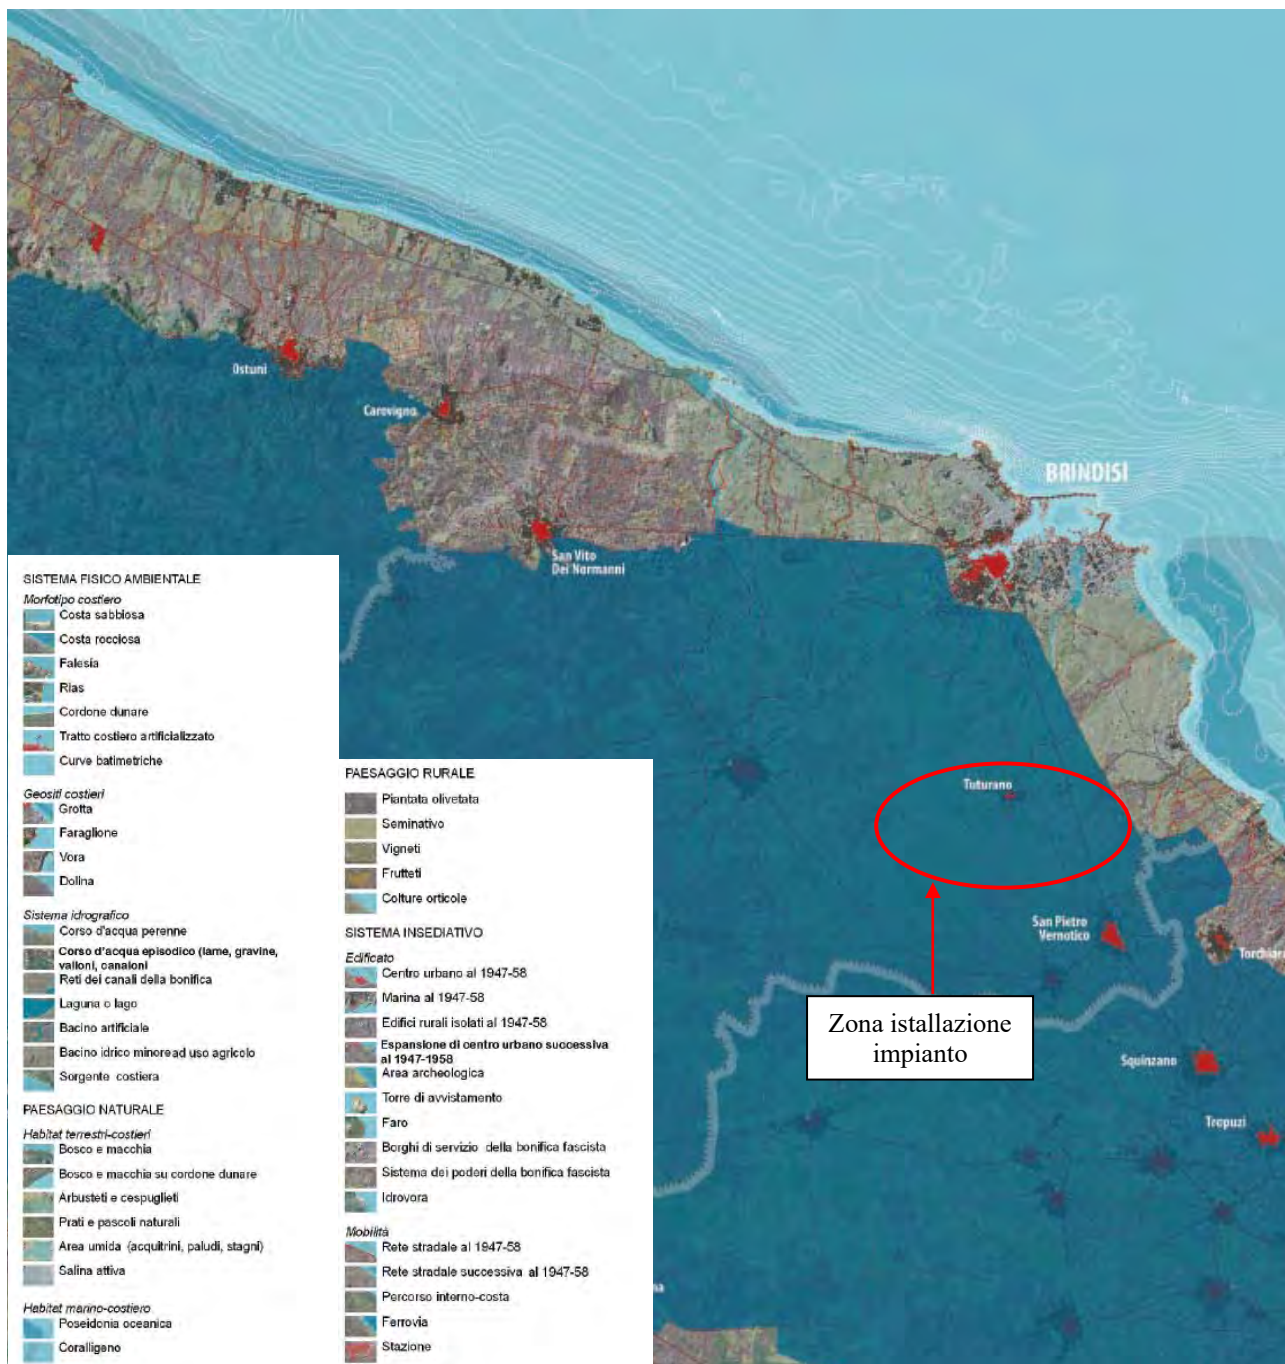 Ostuni
Carovigno
San Vito
Dei Normanni
BRINDISI
Tuturano
San Pietro
Vernotico
Torchiar
Squinzano
Trepuzi
Zona istallazione
impianto
SISTEMA FISICO AMBIENTALE
Morfotipo costiero
Costa sabbiosa
Costa rocciosa
Falesia
Rias
Cordone dunare
Tratto costiero artificializzato
Curve batimetriche
Geositi costieri
Grotta
Faraglione
Vora
Dolina
Sistema idrografico
Corso d'acqua perenne
Corso d'acqua episodico (lame, gravine,
valloni, canaloni
Reti dei canali della bonifica
Laguna o lago
Bacino artificiale
Bacino idrico minore ad uso agricolo
Sorgente costiera
PAESAGGIO NATURALE
Habitat terrestri-costieri
Bosco e macchia
Bosco e macchia su cordone dunare
Arbusteti e cespuglieti
Prati e pascoli naturali
Area umida (acquitrini, paludi, stagni)
Salina attiva
Habitat marino-costiero
Poseidonia oceanica
Coralligeno
PAESAGGIO RURALE
Piantata olivetata
Seminativo
Vigneti
Frutteti
Colture orticole
SISTEMA INSEDIATIVO
Edificato
Centro urbano al 1947-58
Marina al 1947-58
Edifici rurali isolati al 1947-58
Espansione di centro urbano successiva
al 1947-1958
Area archeologica
Torre di avvistamento
Faro
Borghi di servizio della bonifica fascista
Sistema dei poderi della bonifica fascista
Idrovora
Mobilità
Rete stradale al 1947-58
Rete stradale successiva al 1947-58
Percorso interno-costa
Ferrovia
Stazione
na